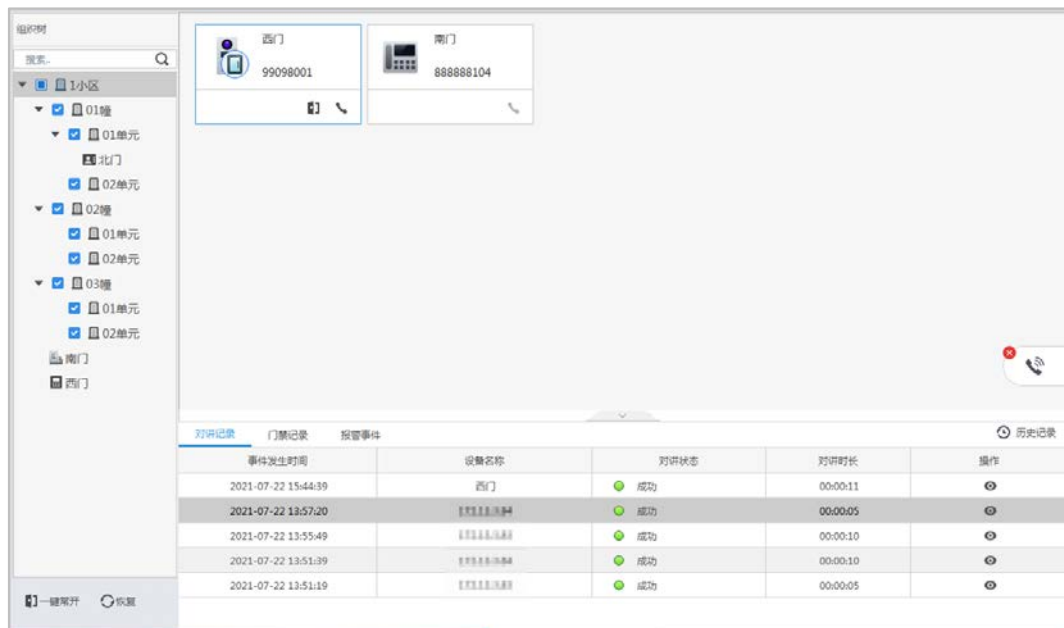 组织树
搜索..
1小区
01幢
01单元
北门
02单元
02幢
01单元
02单元
03幢
01单元
02单元
南门
西门
一键常开 恢复
西门
99098001
南门
888888104
对讲记录 门禁记录 报警事件 历史记录
事件发生时间 设备名称 对讲状态 对讲时长 操作
2021-07-22 15:44:39 西门 成功 00:00:11
2021-07-22 13:57:20 成功 00:00:05
2021-07-22 13:55:49 成功 00:00:10
2021-07-22 13:51:39 成功 00:00:10
2021-07-22 13:51:19 成功 00:00:05